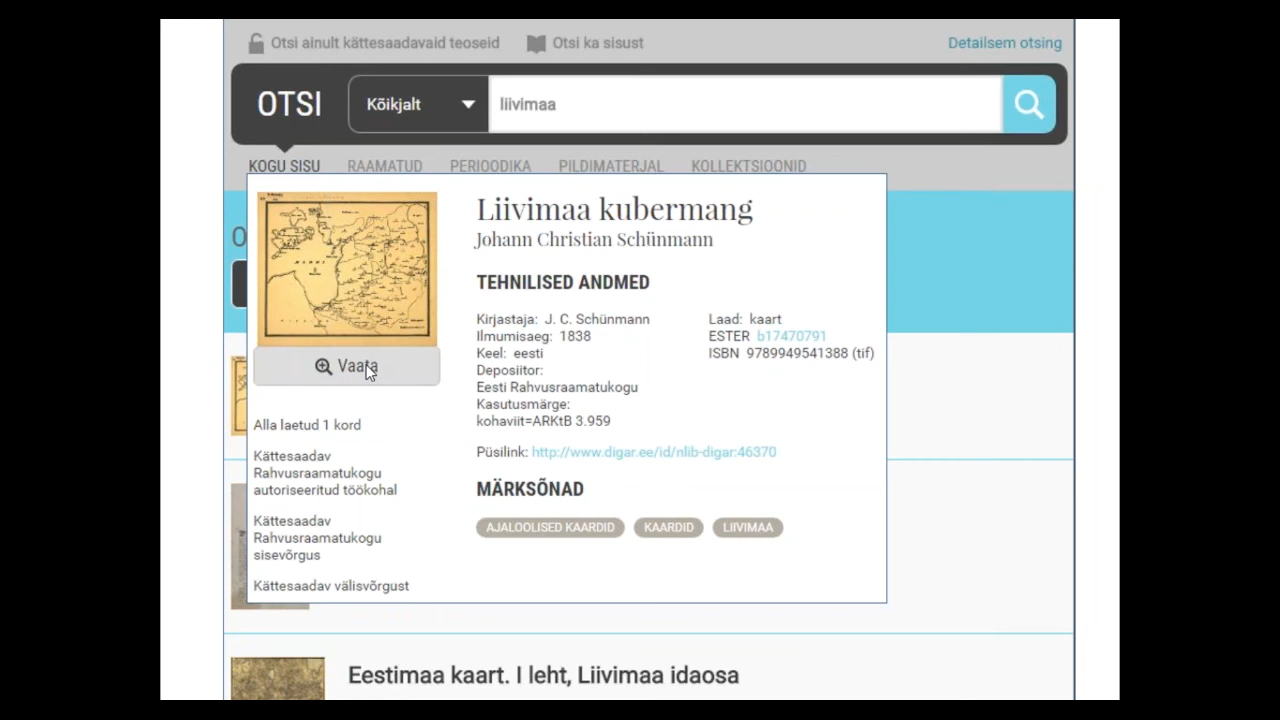 Otsi ainult kättesaadavaid teoseid
Otsi ka sisust
Detailsem otsing
OTSI
Kõikjalt
liivimaa
KOGU SISU
RAAMATUD
PERIOODIKA
PILDIMATERJAL
KOLLEKTSIOONID
Vaata
Alla laetud 1 kord
Kättesaadav
Rahvusraamatukogu
autoriseeritud töökohal
Kättesaadav
Rahvusraamatukogu
sisevõrgus
Kättesaadav välisvõrgust
Liivimaa kubermang
Johann Christian Schünmann
TEHNILISED ANDMED
Kirjastaja: J. C. Schünmann
Ilmumisaeg: 1838
Keel: eesti
Depositor:
Eesti Rahvusraamatukogu
Kasutusmärge:
kohaviit=ARKtB 3.959
Laad: kaart
ESTER b17470791
ISBN 9789949541388 (tif)
Püsilink: http://www.digar.ee/id/nlib-digar:46370
MÄRKSÕNAD
AJALOOLISED KAARDID
KAARDID
LIIVIMAA
Eestimaa kaart. I leht, Liivimaa idaosa